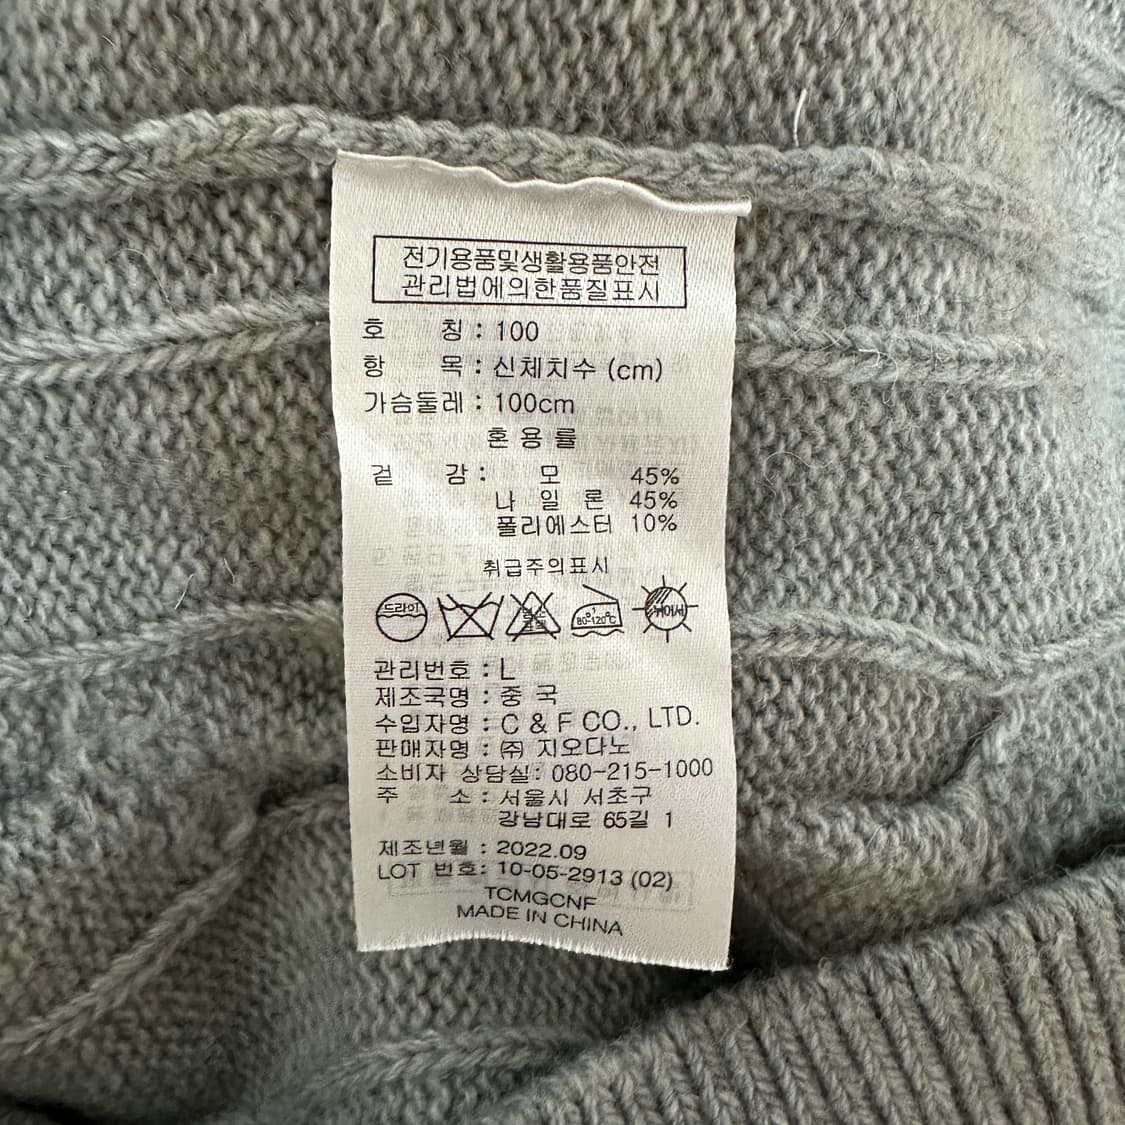 전기용품및생활용품안전
관리법에의한품질표시
호 칭 : 100
항 목 : 신체치수 (cm)
가슴둘레 : 100cm
혼용률
겉 감 : 모 45%
나 일 론 45%
폴리에스터 10%
취급주의표시
드라이
80~120℃
뉘어서
관리번호 : L
제조국명 : 중 국
수입자명 : C & F CO., LTD.
판매자명 : ㈜ 지오다노
소비자 상담실: 080-215-1000
주 소 : 서울시 서초구
강남대로 65길 1
제조년월 : 2022.09
LOT 번호: 10-05-2913 (02)
TCMGCNF
MADE IN CHINA